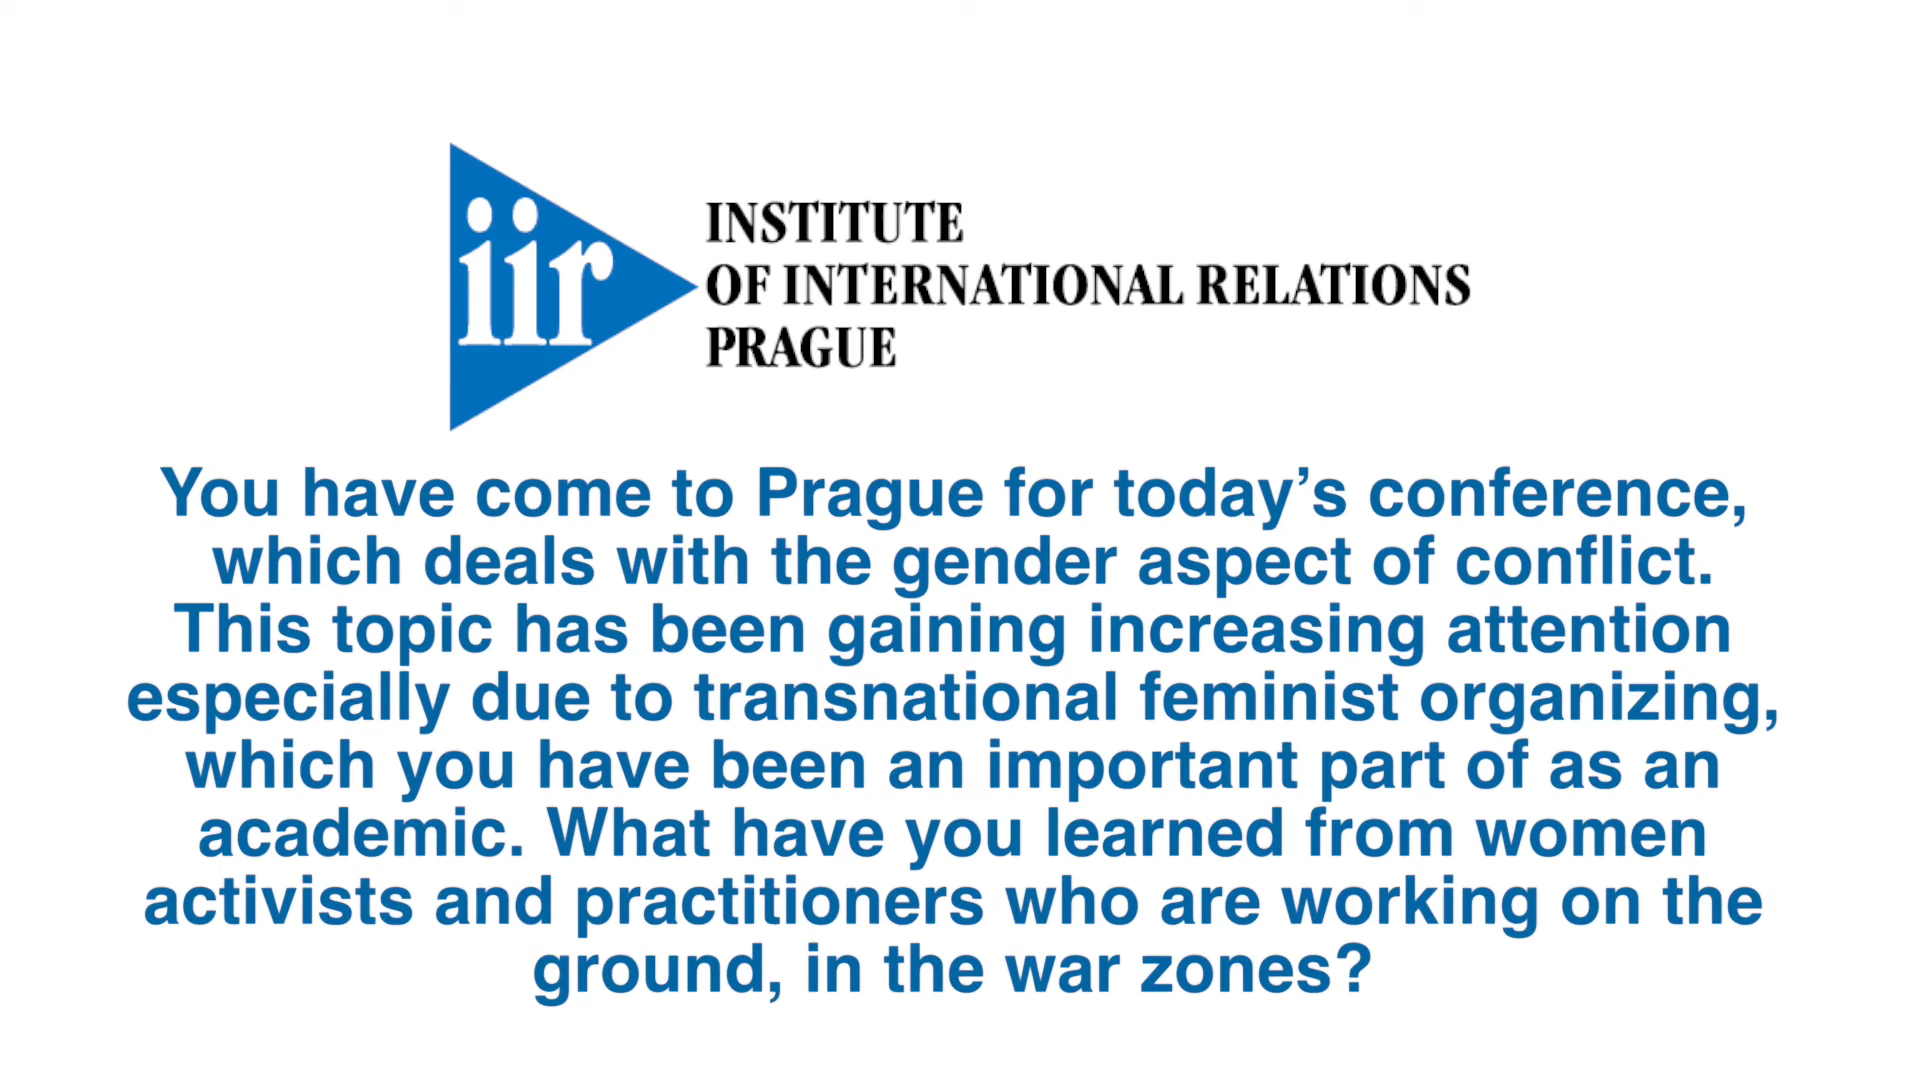 iir
INSTITUTE
OF INTERNATIONAL RELATIONS
PRAGUE
You have come to Prague for today’s conference,
which deals with the gender aspect of conflict.
This topic has been gaining increasing attention
especially due to transnational feminist organizing,
which you have been an important part of as an
academic. What have you learned from women
activists and practitioners who are working on the
ground, in the war zones?